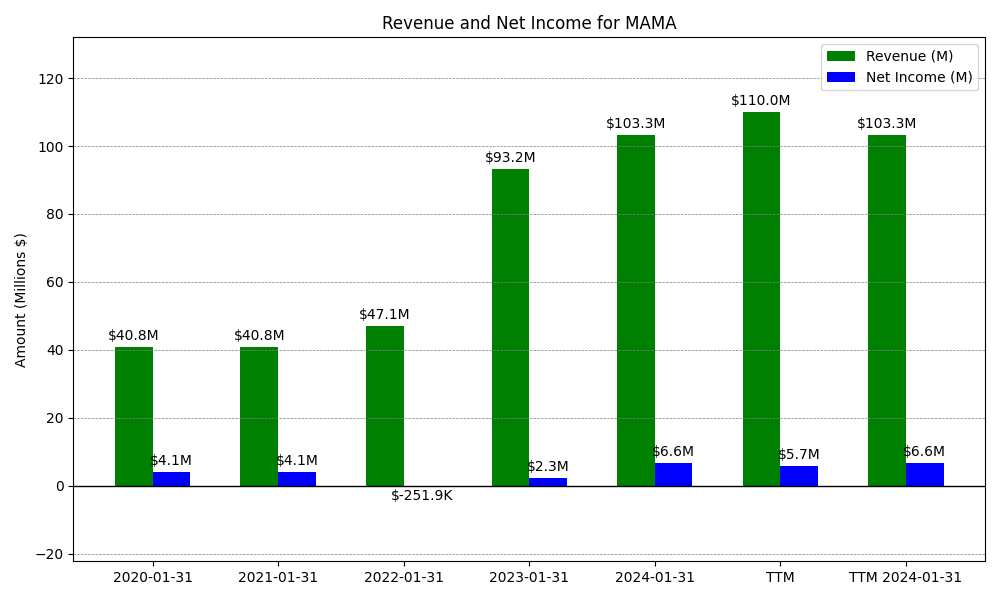 Revenue and Net Income for MAMA
Revenue (M)
Net Income (M)
Amount (Millions $)
120
100
80
60
40
20
0
−20
$40.8M
$4.1M
$40.8M
$4.1M
$47.1M
$-251.9K
$93.2M
$2.3M
$103.3M
$6.6M
$110.0M
$5.7M
$103.3M
$6.6M
2020-01-31
2021-01-31
2022-01-31
2023-01-31
2024-01-31
TTM
TTM 2024-01-31